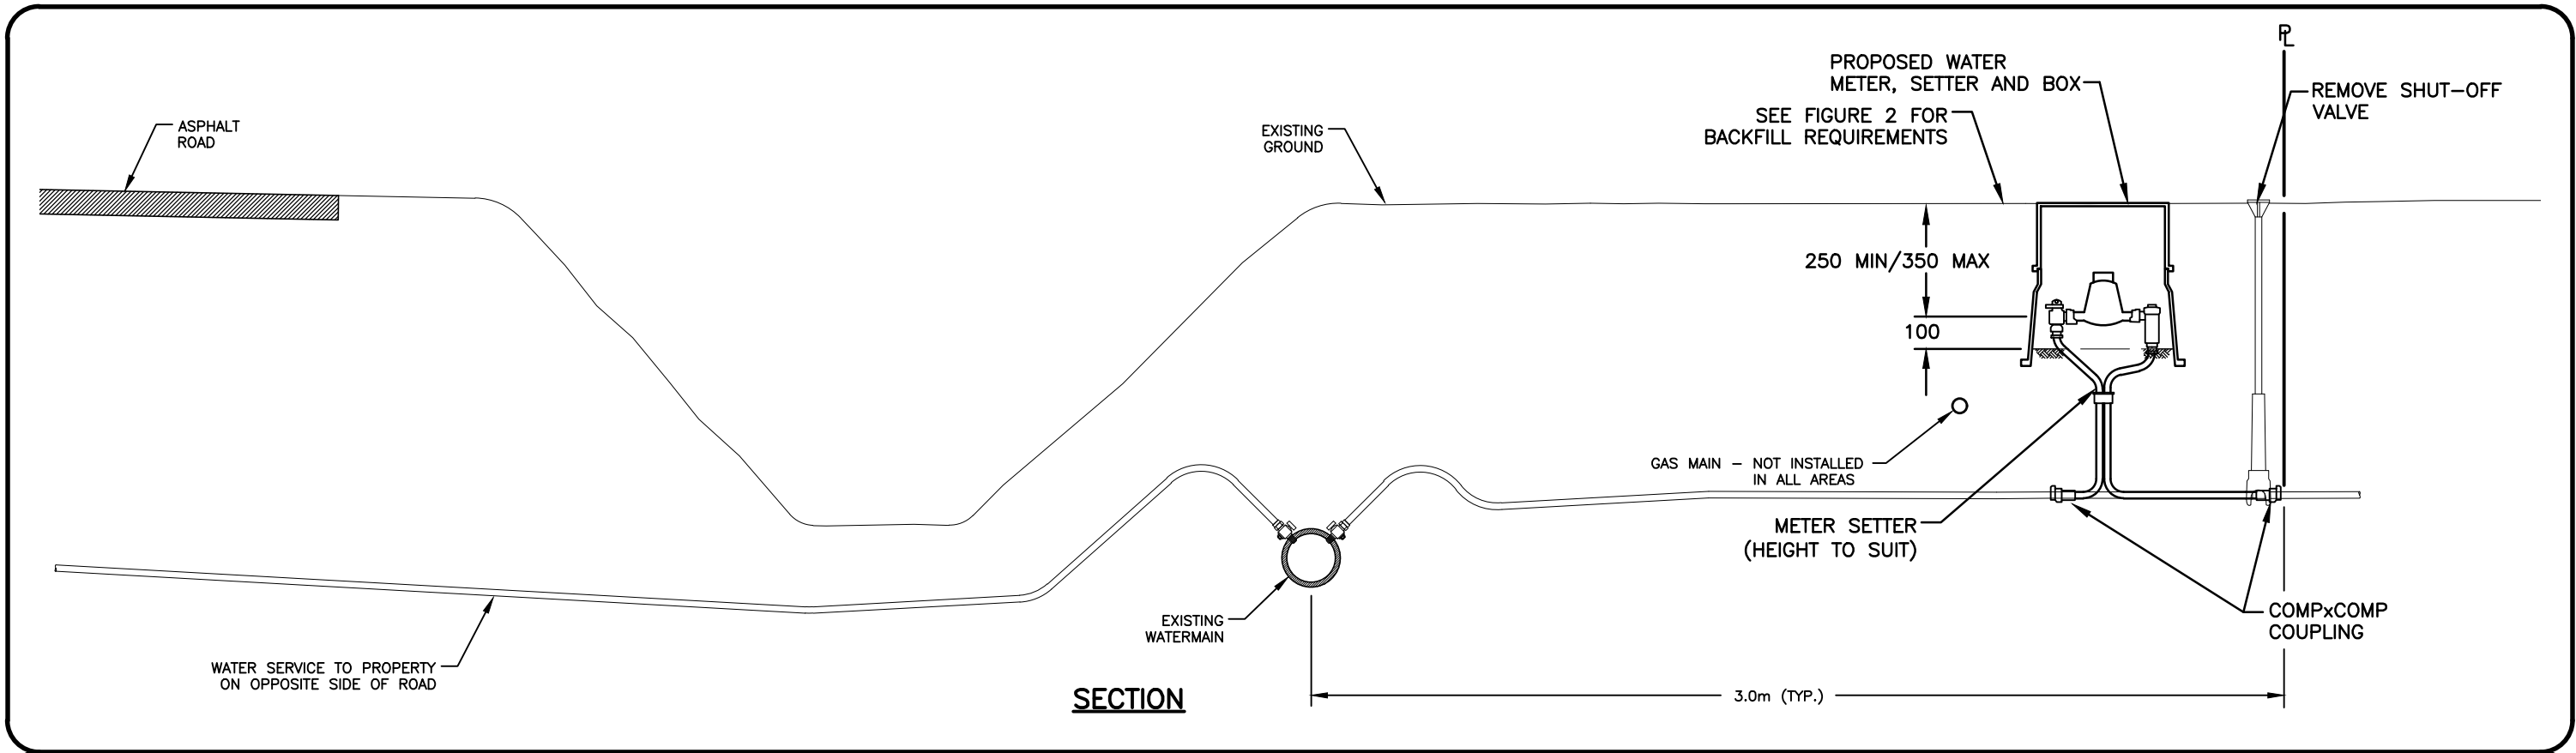 ASPHALT
ROAD
EXISTING
GROUND
PROPOSED WATER
METER, SETTER AND BOX
SEE FIGURE 2 FOR
BACKFILL REQUIREMENTS
PL
REMOVE SHUT-OFF
VALVE
250 MIN/350 MAX
100
GAS MAIN - NOT INSTALLED
IN ALL AREAS
METER SETTER
(HEIGHT TO SUIT)
COMPxCOMP
COUPLING
EXISTING
WATERMAIN
WATER SERVICE TO PROPERTY
ON OPPOSITE SIDE OF ROAD
SECTION
3.0m (TYP.)